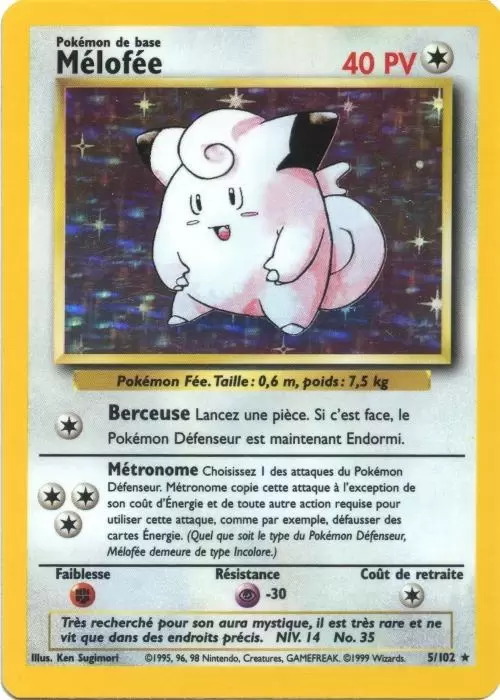 Pokémon de base
Mélofée
40 PV
Pokémon Fée. Taille : 0,6 m, poids : 7,5 kg
Berceuse Lancez une pièce. Si c'est face, le
Pokémon Défenseur est maintenant Endormi.
Métronome Choisissez 1 des attaques du Pokémon
Défenseur. Métronome copie cette attaque à l'exception de
son coût d'Énergie et de toute autre action requise pour
utiliser cette attaque, comme par exemple, défausser des
cartes Énergie. (Quel que soit le type du Pokémon Défenseur,
Mélofée demeure de type Incolore.)
Faiblesse Résistance Coût de retraite
-30
Très recherché pour son aura mystique, il est très rare et ne
vit que dans des endroits précis. NIV. 14 No. 35
Illus. Ken Sugimori ©1995, 96, 98 Nintendo, Creatures, GAMEFREAK. ©1999 Wizards. 5/102 ★